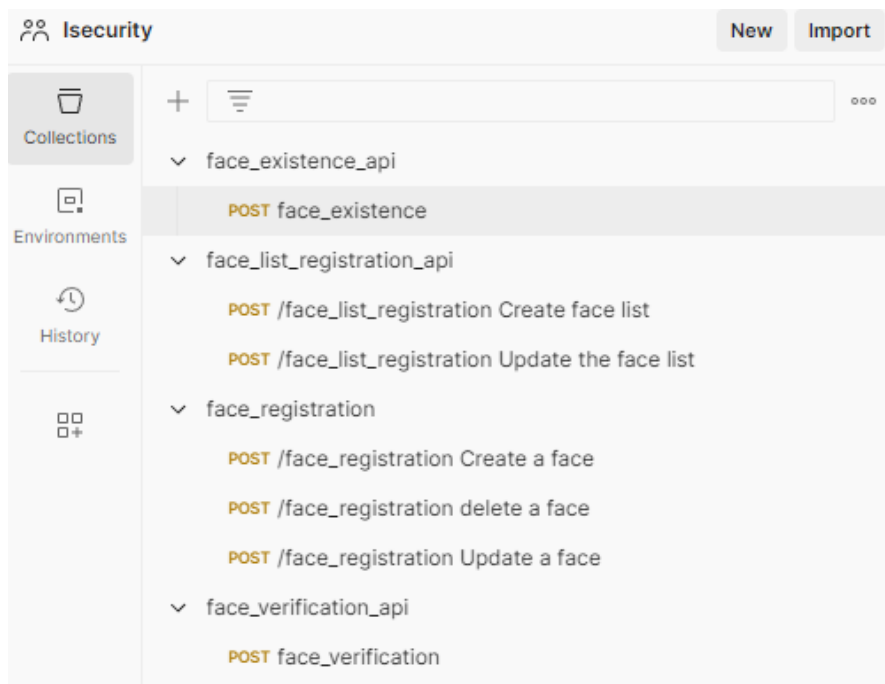 Isecurity
New
Import
Collections
Environments
History
face_existence_api
POST face_existence
face_list_registration_api
POST /face_list_registration Create face list
POST /face_list_registration Update the face list
face_registration
POST /face_registration Create a face
POST /face_registration delete a face
POST /face_registration Update a face
face_verification_api
POST face_verification